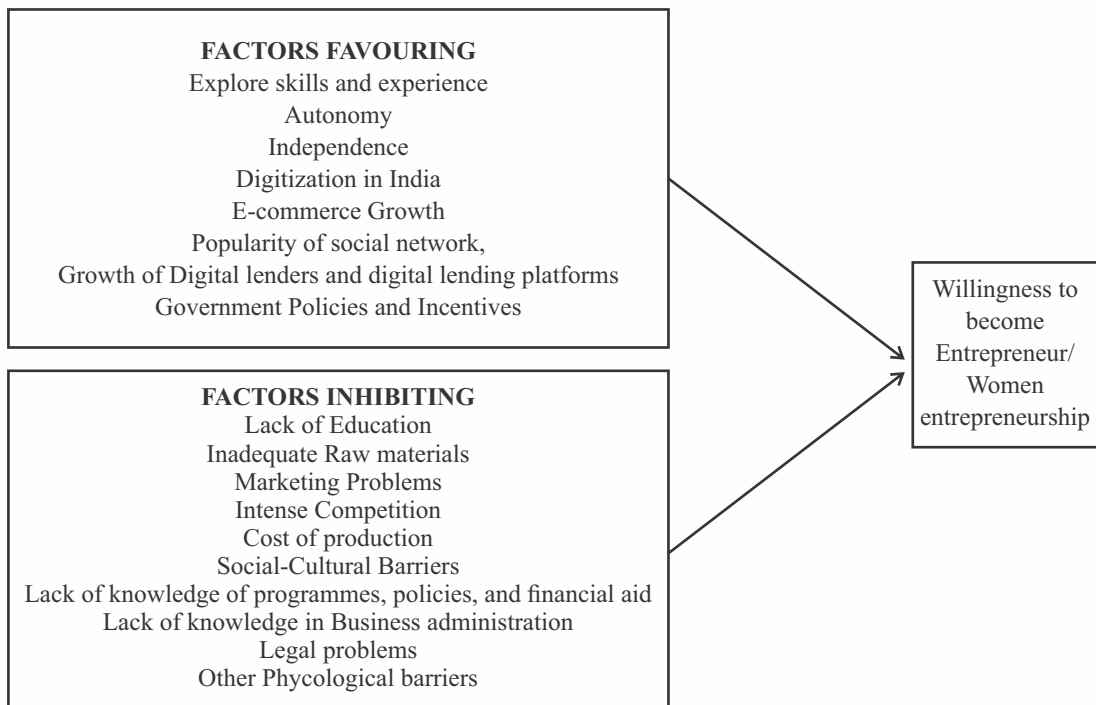 FACTORS FAVOURING
Explore skills and experience
Autonomy
Independence
Digitization in India
E-commerce Growth
Popularity of social network,
Growth of Digital lenders and digital lending platforms
Government Policies and Incentives
FACTORS INHIBITING
Lack of Education
Inadequate Raw materials
Marketing Problems
Intense Competition
Cost of production
Social-Cultural Barriers
Lack of knowledge of programmes, policies, and financial aid
Lack of knowledge in Business administration
Legal problems
Other Phycological barriers
Willingness to
become
Entrepreneur/
Women
entrepreneurship